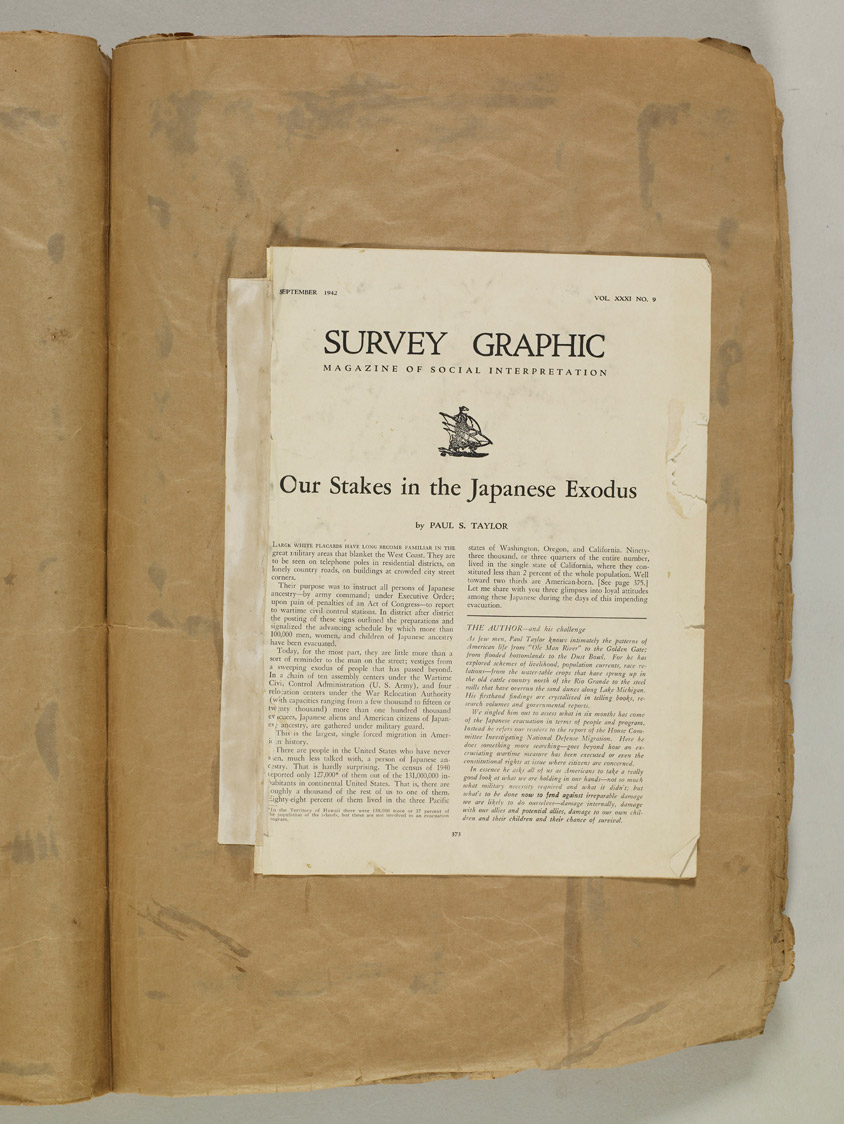 SEPTEMBER 1942
VOL. XXXI NO. 9
SURVEY GRAPHIC
MAGAZINE OF SOCIAL INTERPRETATION
Our Stakes in the Japanese Exodus
by PAUL S. TAYLOR
LARGE WHITE PLACARDS HAVE LONG BECOME FAMILIAR IN THE
great military areas that blanket the West Coast. They are
to be seen on telephone poles in residential districts, on
lonely country roads, on buildings at crowded city street
corners.
Their purpose was to instruct all persons of Japanese
ancestry—by army command; under Executive Order;
upon pain of penalties of an Act of Congress—to report
to wartime civil control stations. In district after district
the posting of these signs outlined the preparations and
signalized the advancing schedule by which more than
100,000 men, women, and children of Japanese ancestry
have been evacuated.
Today, for the most part, they are little more than a
sort of reminder to the man on the street; vestiges from
a sweeping exodus of people that has passed beyond.
In a chain of ten assembly centers under the Wartime
Civi, Control Administration (U. S. Army), and four
relocation centers under the War Relocation Authority
(with capacities ranging from a few thousand to fifteen or
twenty thousand) more than one hundred thousand
evacuees, Japanese aliens and American citizens of Japan-
ese ancestry, are gathered under military guard.
This is the largest, single forced migration in Amer-
ican history.
There are people in the United States who have never
seen, much less talked with, a person of Japanese an-
cestry. That is hardly surprising. The census of 1940
reported only 127,000* of them out of the 131,000,000 in-
habitants in continental United States. That is, there are
roughly a thousand of the rest of us to one of them.
Eighty-eight percent of them lived in the three Pacific
*In the Territory of Hawaii there were 158,000 more or 37 percent of
the population of the islands, but these are not involved in an evacuation
program.
states of Washington, Oregon, and California. Ninety-
three thousand, or three quarters of the entire number,
lived in the single state of California, where they con-
stituted less than 2 percent of the whole population. Well
toward two thirds are American-born. [See page 375.]
Let me share with you three glimpses into loyal attitudes
among these Japanese during the days of this impending
evacuation.
THE AUTHOR—and his challenge
As few men, Paul Taylor knows intimately the patterns of
American life from "Ole Man River" to the Golden Gate;
from flooded bottomlands to the Dust Bowl. For he has
explored schemes of livelihood, population currents, race re-
lations—from the water-table crops that have sprung up in
the old cattle country north of the Rio Grande to the steel
mills that have overrun the sand dunes along Lake Michigan.
His firsthand findings are crystallized in telling books, re-
search volumes and governmental reports.
We singled him out to assess what in six months has come
of the Japanese evacuation in terms of people and program.
Instead he refers our readers to the report of the House Com-
mittee Investigating National Defense Migration. Here he
does something more searching—goes beyond how an ex-
cruciating wartime measure has been executed or even the
constitutional rights at issue where citizens are concerned.
In essence he asks all of us as Americans to take a really
good look at what we are holding in our hands—not so much
what military necessity required and what it didn't; but
what's to be done now to fend against irreparable damage
we are likely to do ourselves—damage internally, damage
with our allies and potential allies, damage to our own chil-
dren and their children and their chance of survival.
373